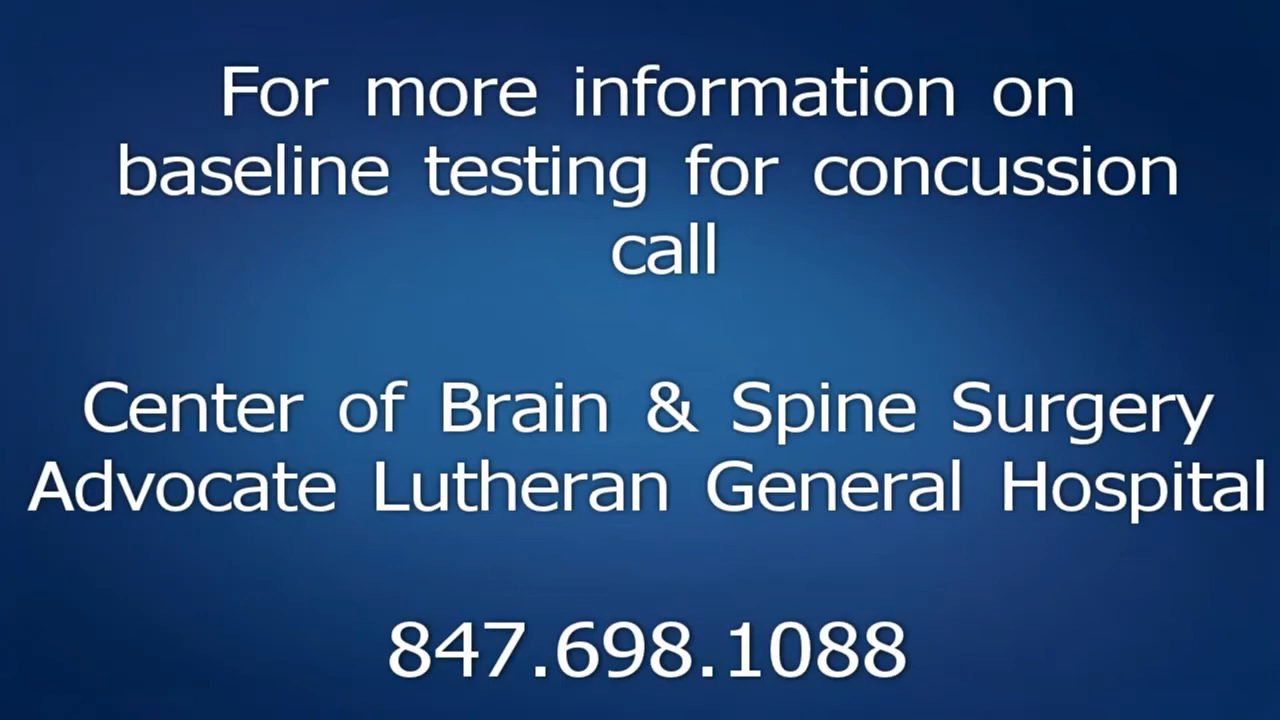 For more information on
baseline testing for concussion
call
Center of Brain & Spine Surgery
Advocate Lutheran General Hospital
847.698.1088